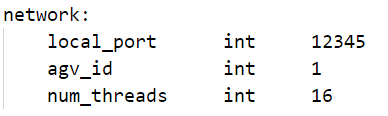 network:
    local_port      int     12345
    agv_id          int     1
    num_threads     int     16